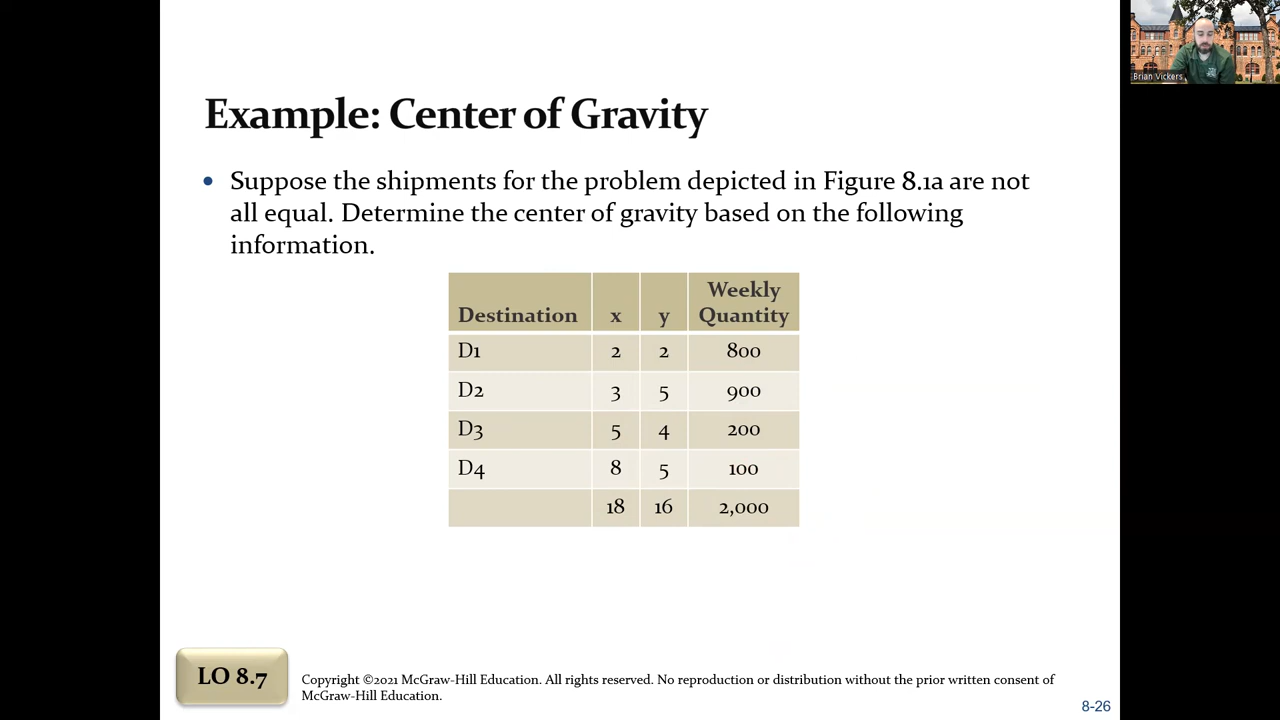 Brian Vickers
Example: Center of Gravity
• Suppose the shipments for the problem depicted in Figure 8.1a are not
all equal. Determine the center of gravity based on the following
information.
Destination x y Weekly Quantity
D1 2 2 800
D2 3 5 900
D3 5 4 200
D4 8 5 100
18 16 2,000
LO 8.7
Copyright ©2021 McGraw-Hill Education. All rights reserved. No reproduction or distribution without the prior written consent of
McGraw-Hill Education.
8-26